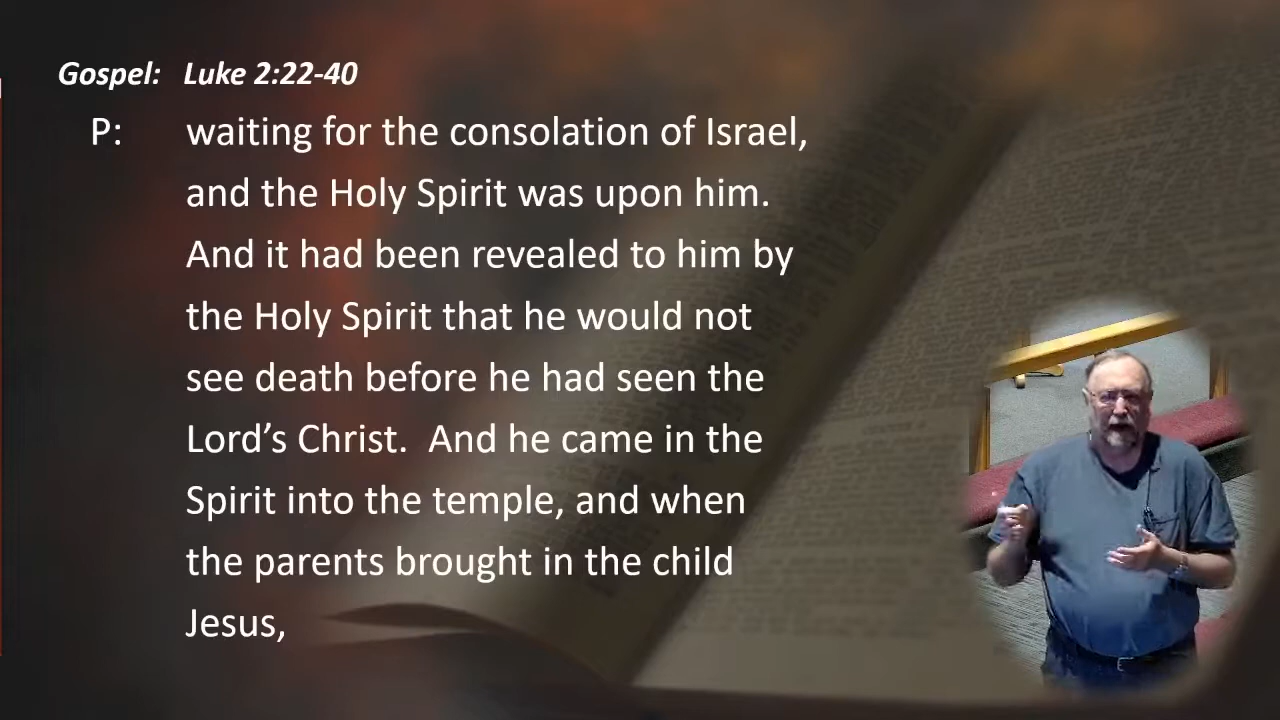 Gospel: Luke 2:22-40
P: waiting for the consolation of Israel,
and the Holy Spirit was upon him.
And it had been revealed to him by
the Holy Spirit that he would not
see death before he had seen the
Lord’s Christ. And he came in the
Spirit into the temple, and when
the parents brought in the child
Jesus,